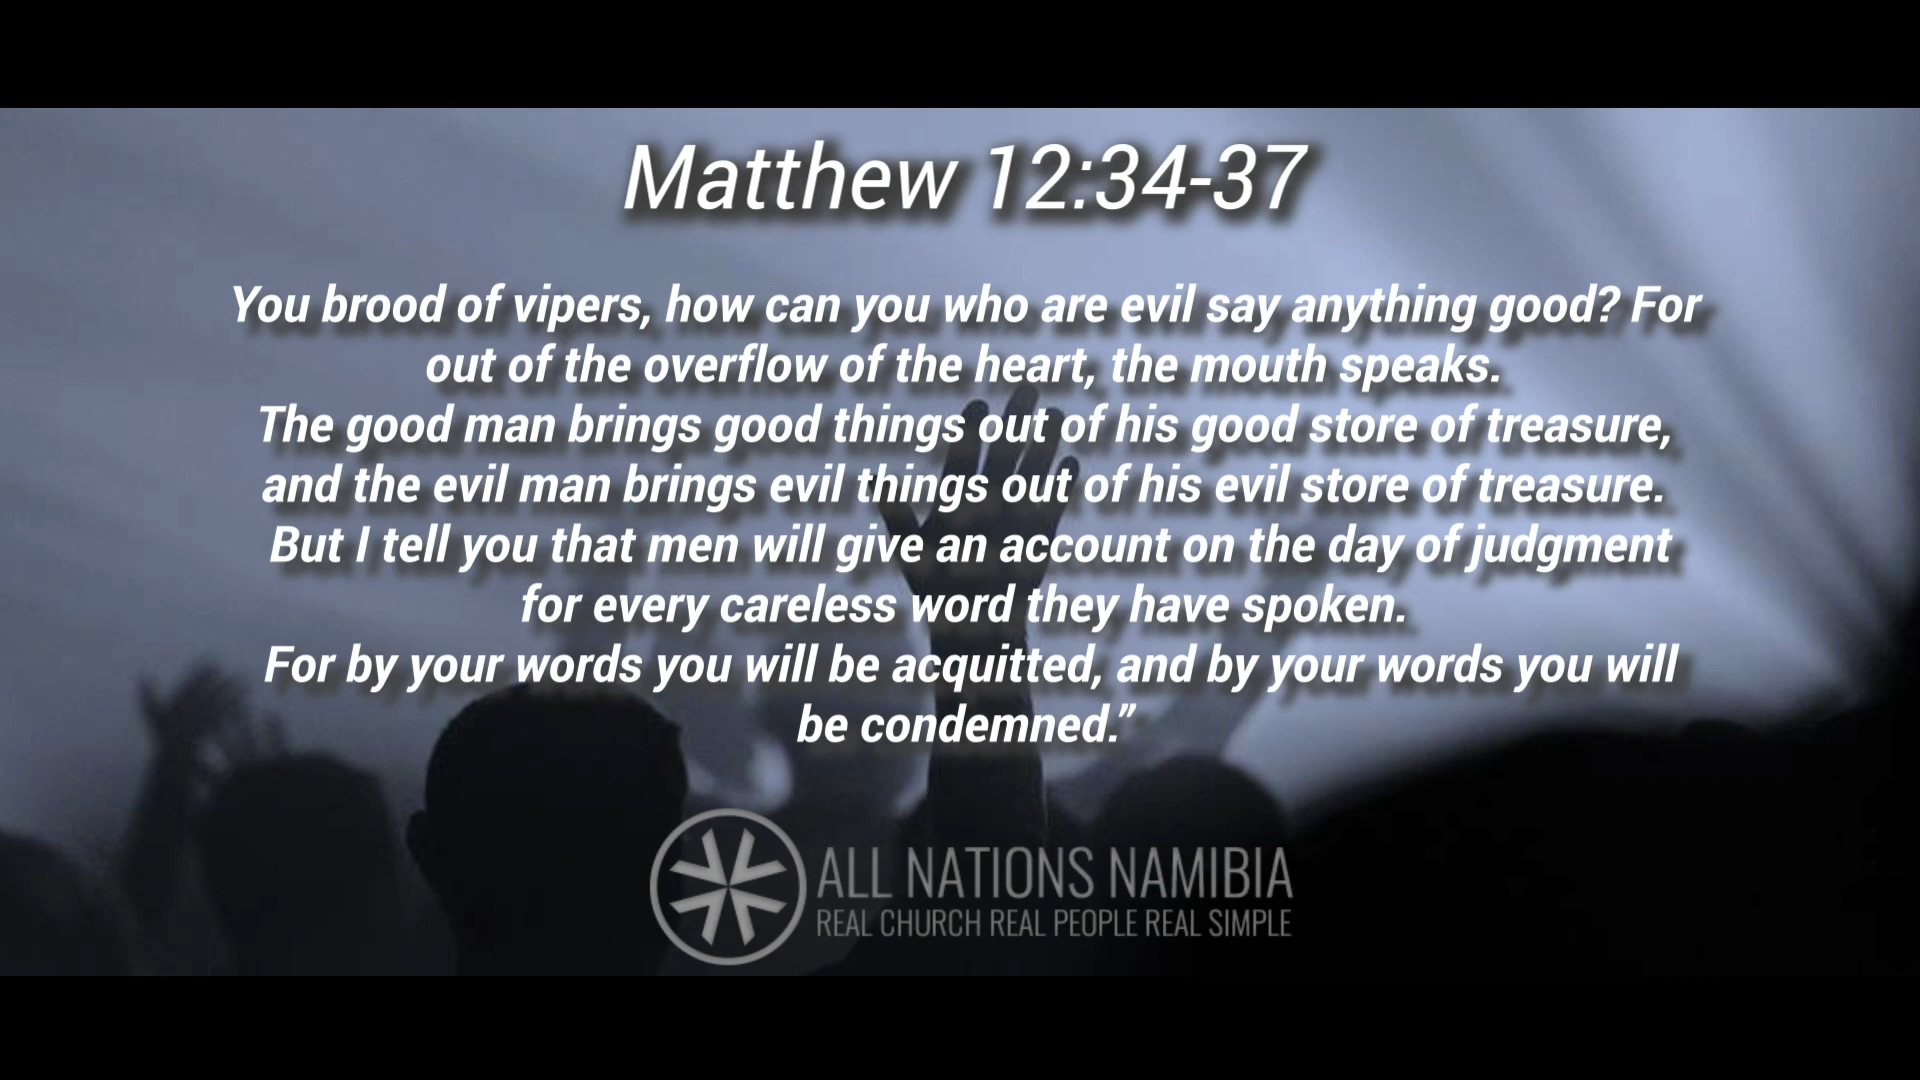 Matthew 12:34-37
You brood of vipers, how can you who are evil say anything good? For
out of the overflow of the heart, the mouth speaks.
The good man brings good things out of his good store of treasure,
and the evil man brings evil things out of his evil store of treasure.
But I tell you that men will give an account on the day of judgment
for every careless word they have spoken.
For by your words you will be acquitted, and by your words you will
be condemned.”
ALL NATIONS NAMIBIA
REAL CHURCH REAL PEOPLE REAL SIMPLE